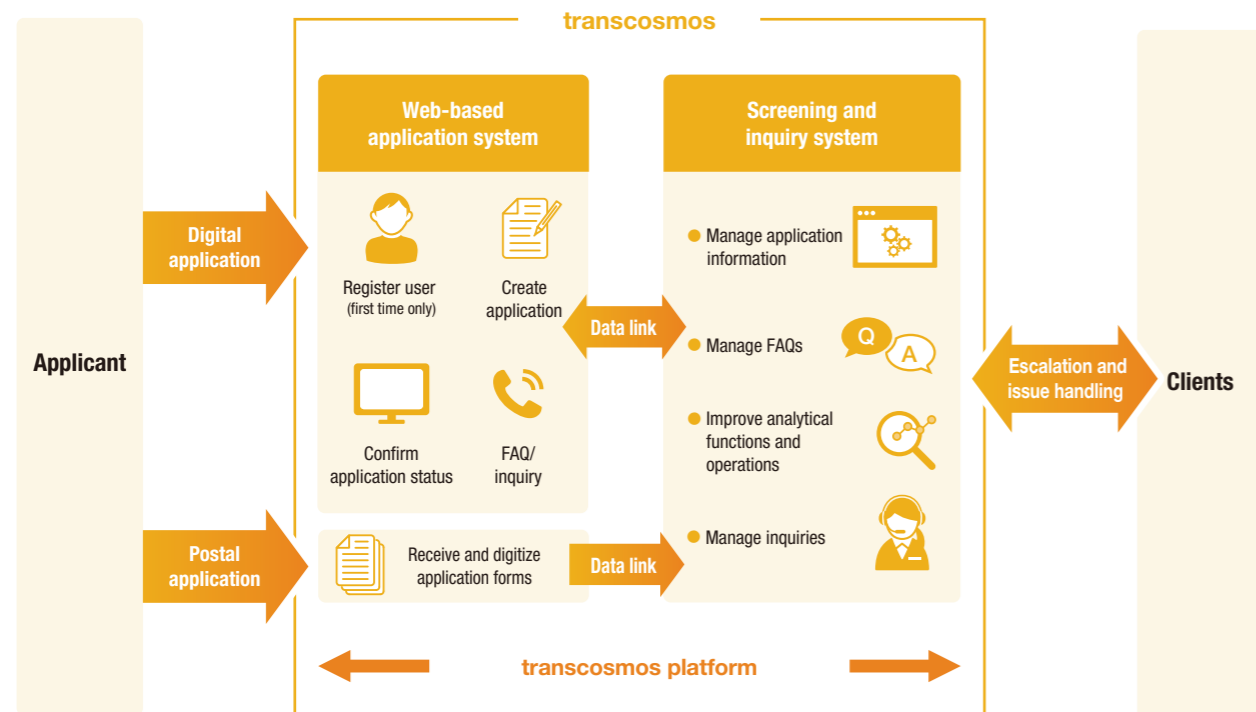 transcosmos
Web-based
application system
Screening and
inquiry system
Digital
application
Register user
(first time only)
Create
application
Manage application
information
Data link
Manage FAQs
Q
A
Applicant
Escalation and
issue handling
Clients
Improve analytical
functions and
operations
Confirm
application status
FAQ/
inquiry
Manage inquiries
Postal
application
Receive and digitize
application forms
Data link
transcosmos platform